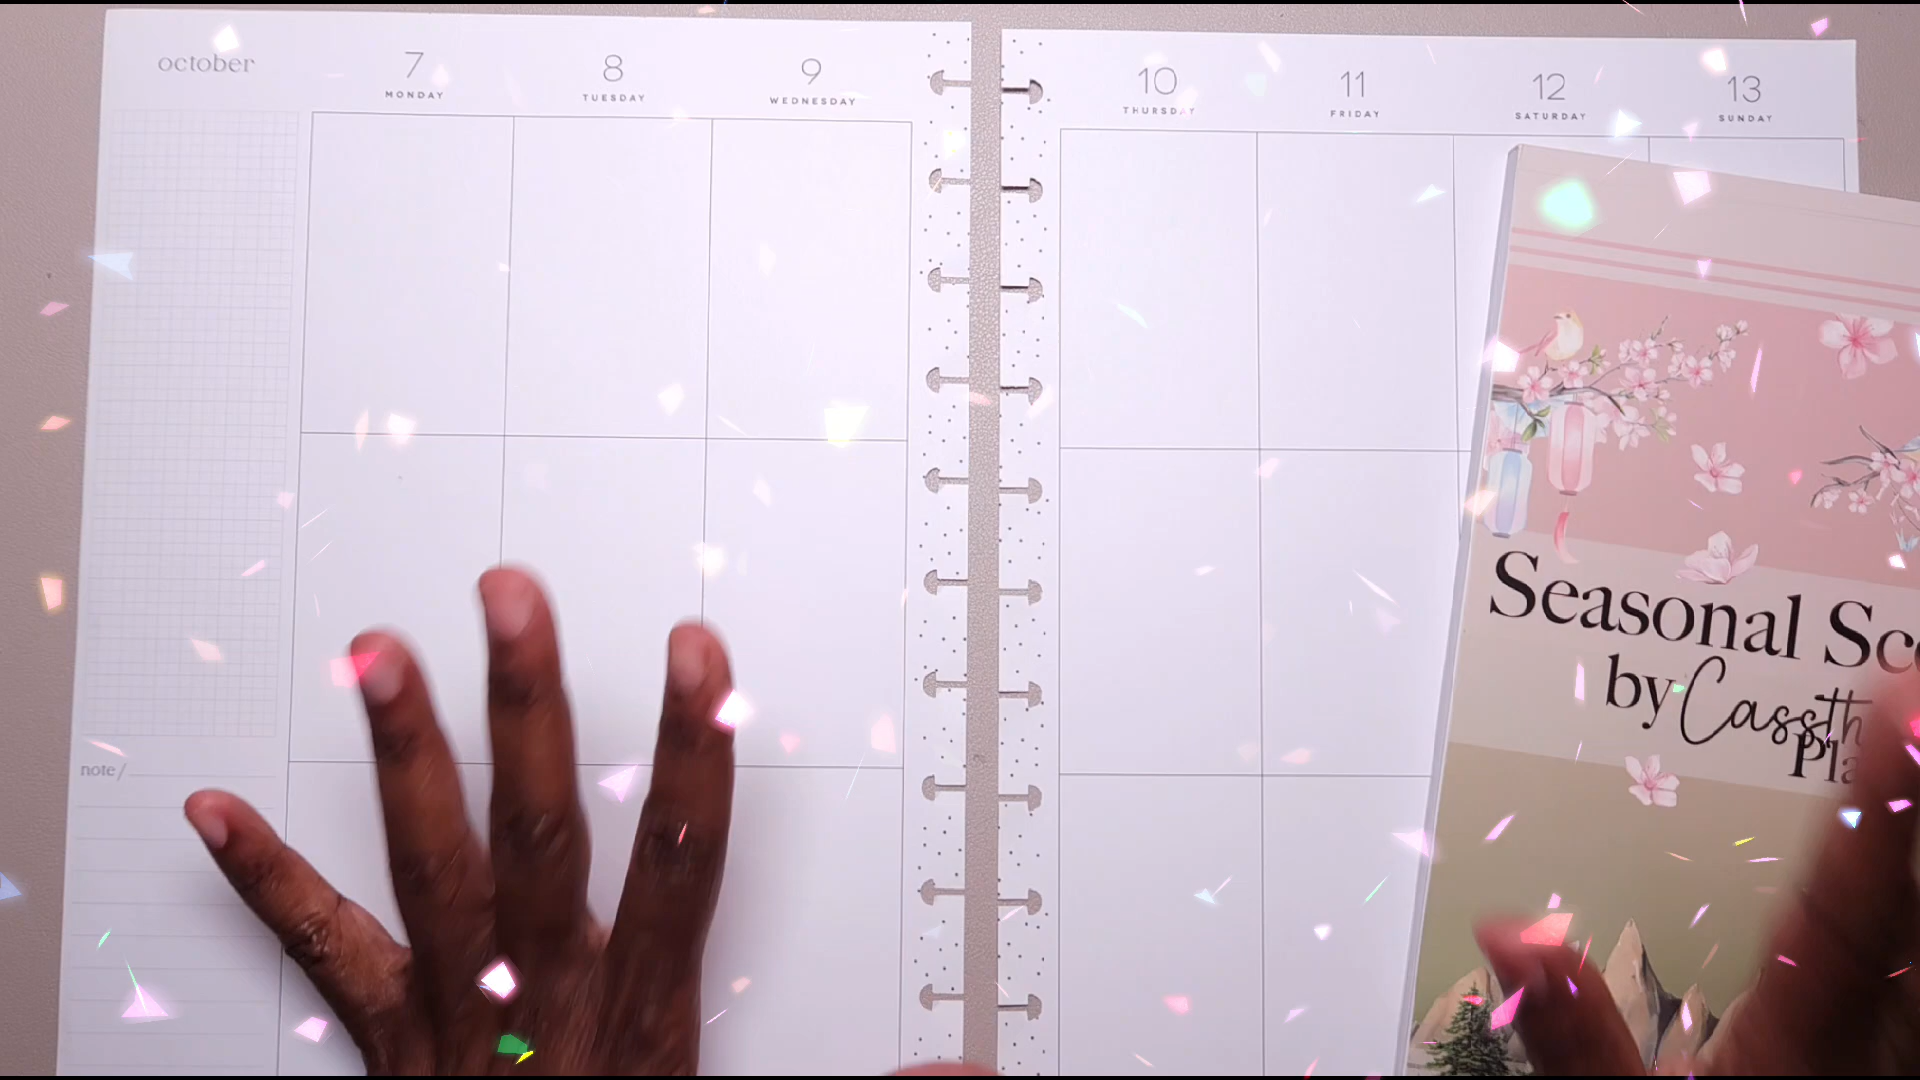 october
7
MONDAY
8
TUESDAY
9
WEDNESDAY
10
THURSDAY
11
FRIDAY
12
SATURDAY
13
SUNDAY
note/
Seasonal
by